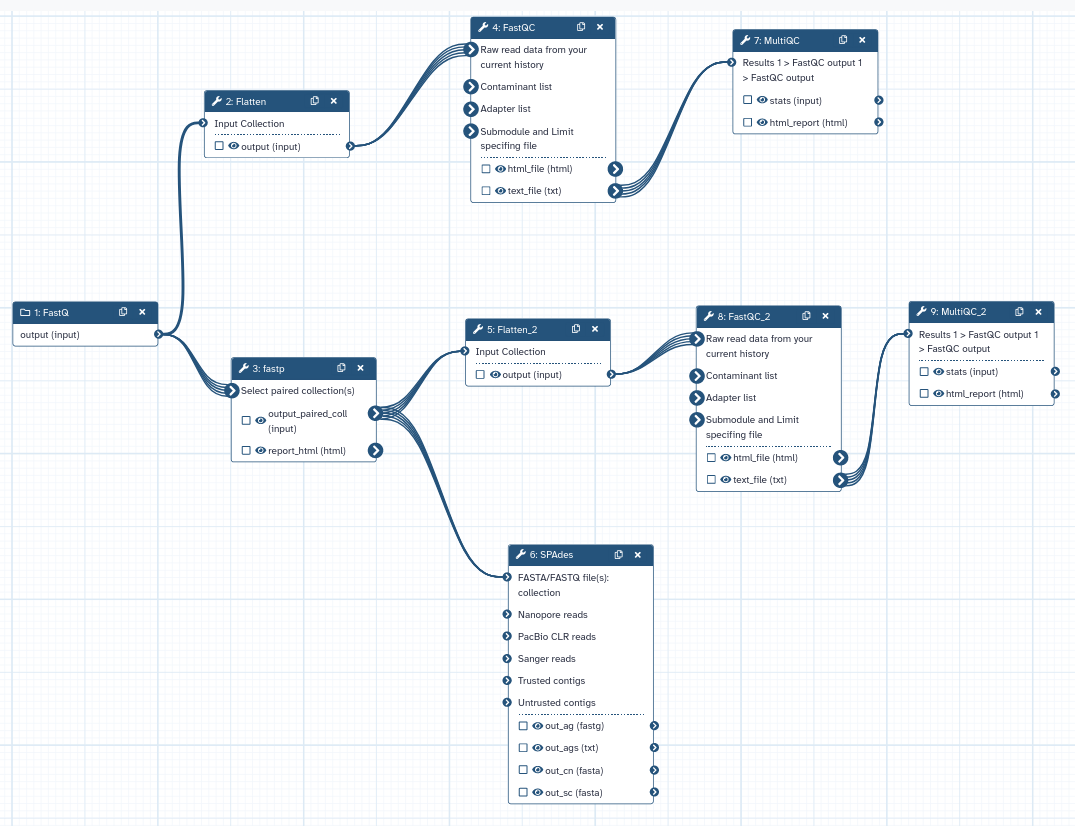 4: FastQC
Raw read data from your
current history
Contaminant list
Adapter list
Submodule and Limit
specifing file
html_file (html)
text_file (txt)
7: MultiQC
Results 1 > FastQC output 1
> FastQC output
stats (input)
html_report (html)
2: Flatten
Input Collection
output (input)
1: FastQ
output (input)
3: fastp
Select paired collection(s)
output_paired_coll
(input)
report_html (html)
5: Flatten_2
Input Collection
output (input)
8: FastQC_2
Raw read data from your
current history
Contaminant list
Adapter list
Submodule and Limit
specifing file
html_file (html)
text_file (txt)
9: MultiQC_2
Results 1 > FastQC output 1
> FastQC output
stats (input)
html_report (html)
6: SPAdes
FASTA/FASTQ file(s):
collection
Nanopore reads
PacBio CLR reads
Sanger reads
Trusted contigs
Untrusted contigs
out_ag (fastg)
out_ags (txt)
out_cn (fasta)
out_sc (fasta)